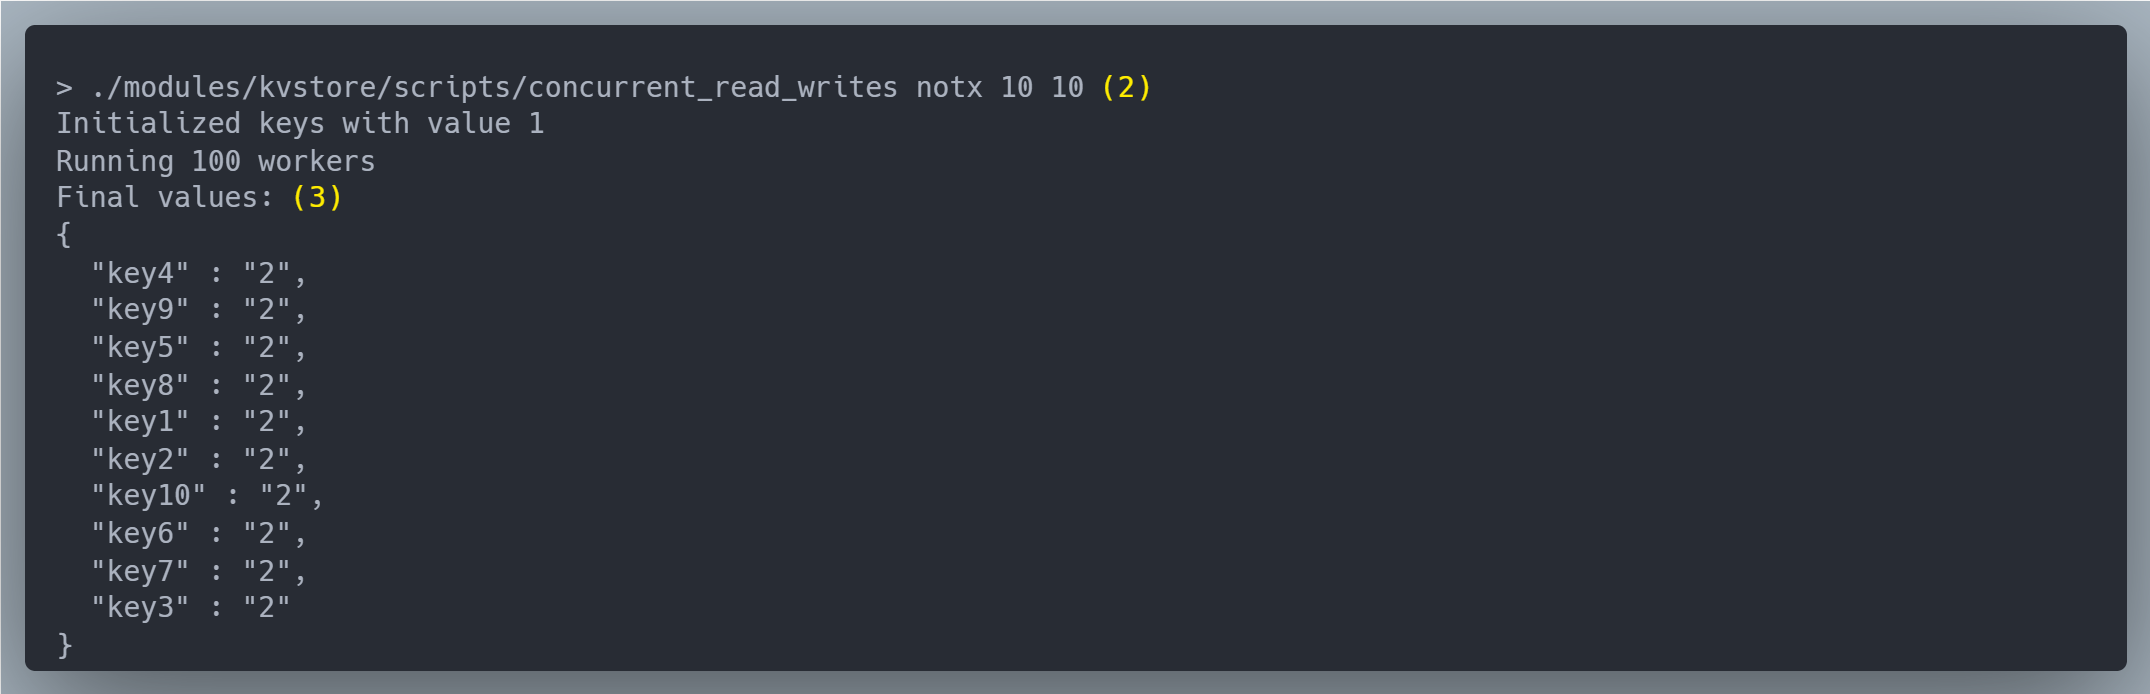 > ./modules/kvstore/scripts/concurrent_read_writes notx 10 10 (2)
Initialized keys with value 1
Running 100 workers
Final values: (3)
{
  "key4" : "2",
  "key9" : "2",
  "key5" : "2",
  "key8" : "2",
  "key1" : "2",
  "key2" : "2",
  "key10" : "2",
  "key6" : "2",
  "key7" : "2",
  "key3" : "2"
}